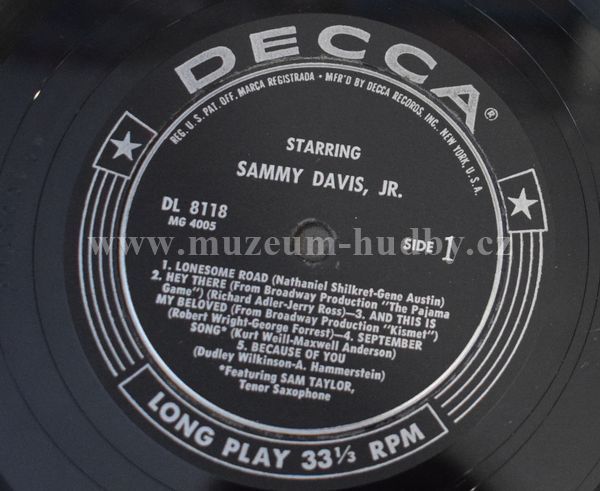 DECCA®
REG. U.S. PAT. OFF. MARCA REGISTRADA • MFR'D BY DECCA RECORDS, INC., NEW YORK, U.S.A.
STARRING
SAMMY DAVIS, JR.
DL 8118
MG 4005
SIDE 1
www.muzeum-hudby.cz
1. LONESOME ROAD (Nathaniel Shilkret-Gene Austin)
2. HEY THERE (From Broadway Production "The Pajama
Game") (Richard Adler-Jerry Ross)—3. AND THIS IS
MY BELOVED (From Broadway Production "Kismet")
(Robert Wright-George Forrest)—4. SEPTEMBER
SONG* (Kurt Weill-Maxwell Anderson)
5. BECAUSE OF YOU
(Dudley Wilkinson-A. Hammerstein)
*Featuring SAM TAYLOR,
Tenor Saxophone
LONG PLAY 33⅓ RPM